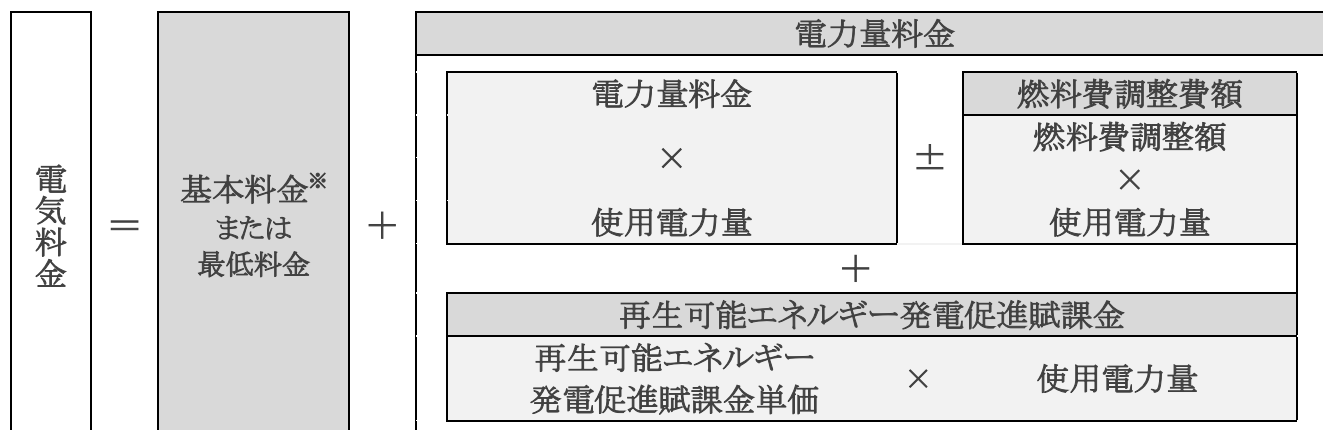 電気料金
＝
基本料金※
または
最低料金
＋
電力量料金
電力量料金
×
使用電力量
±
燃料費調整費額
燃料費調整額
×
使用電力量
＋
再生可能エネルギー発電促進賦課金
再生可能エネルギー
発電促進賦課金単価
×
使用電力量